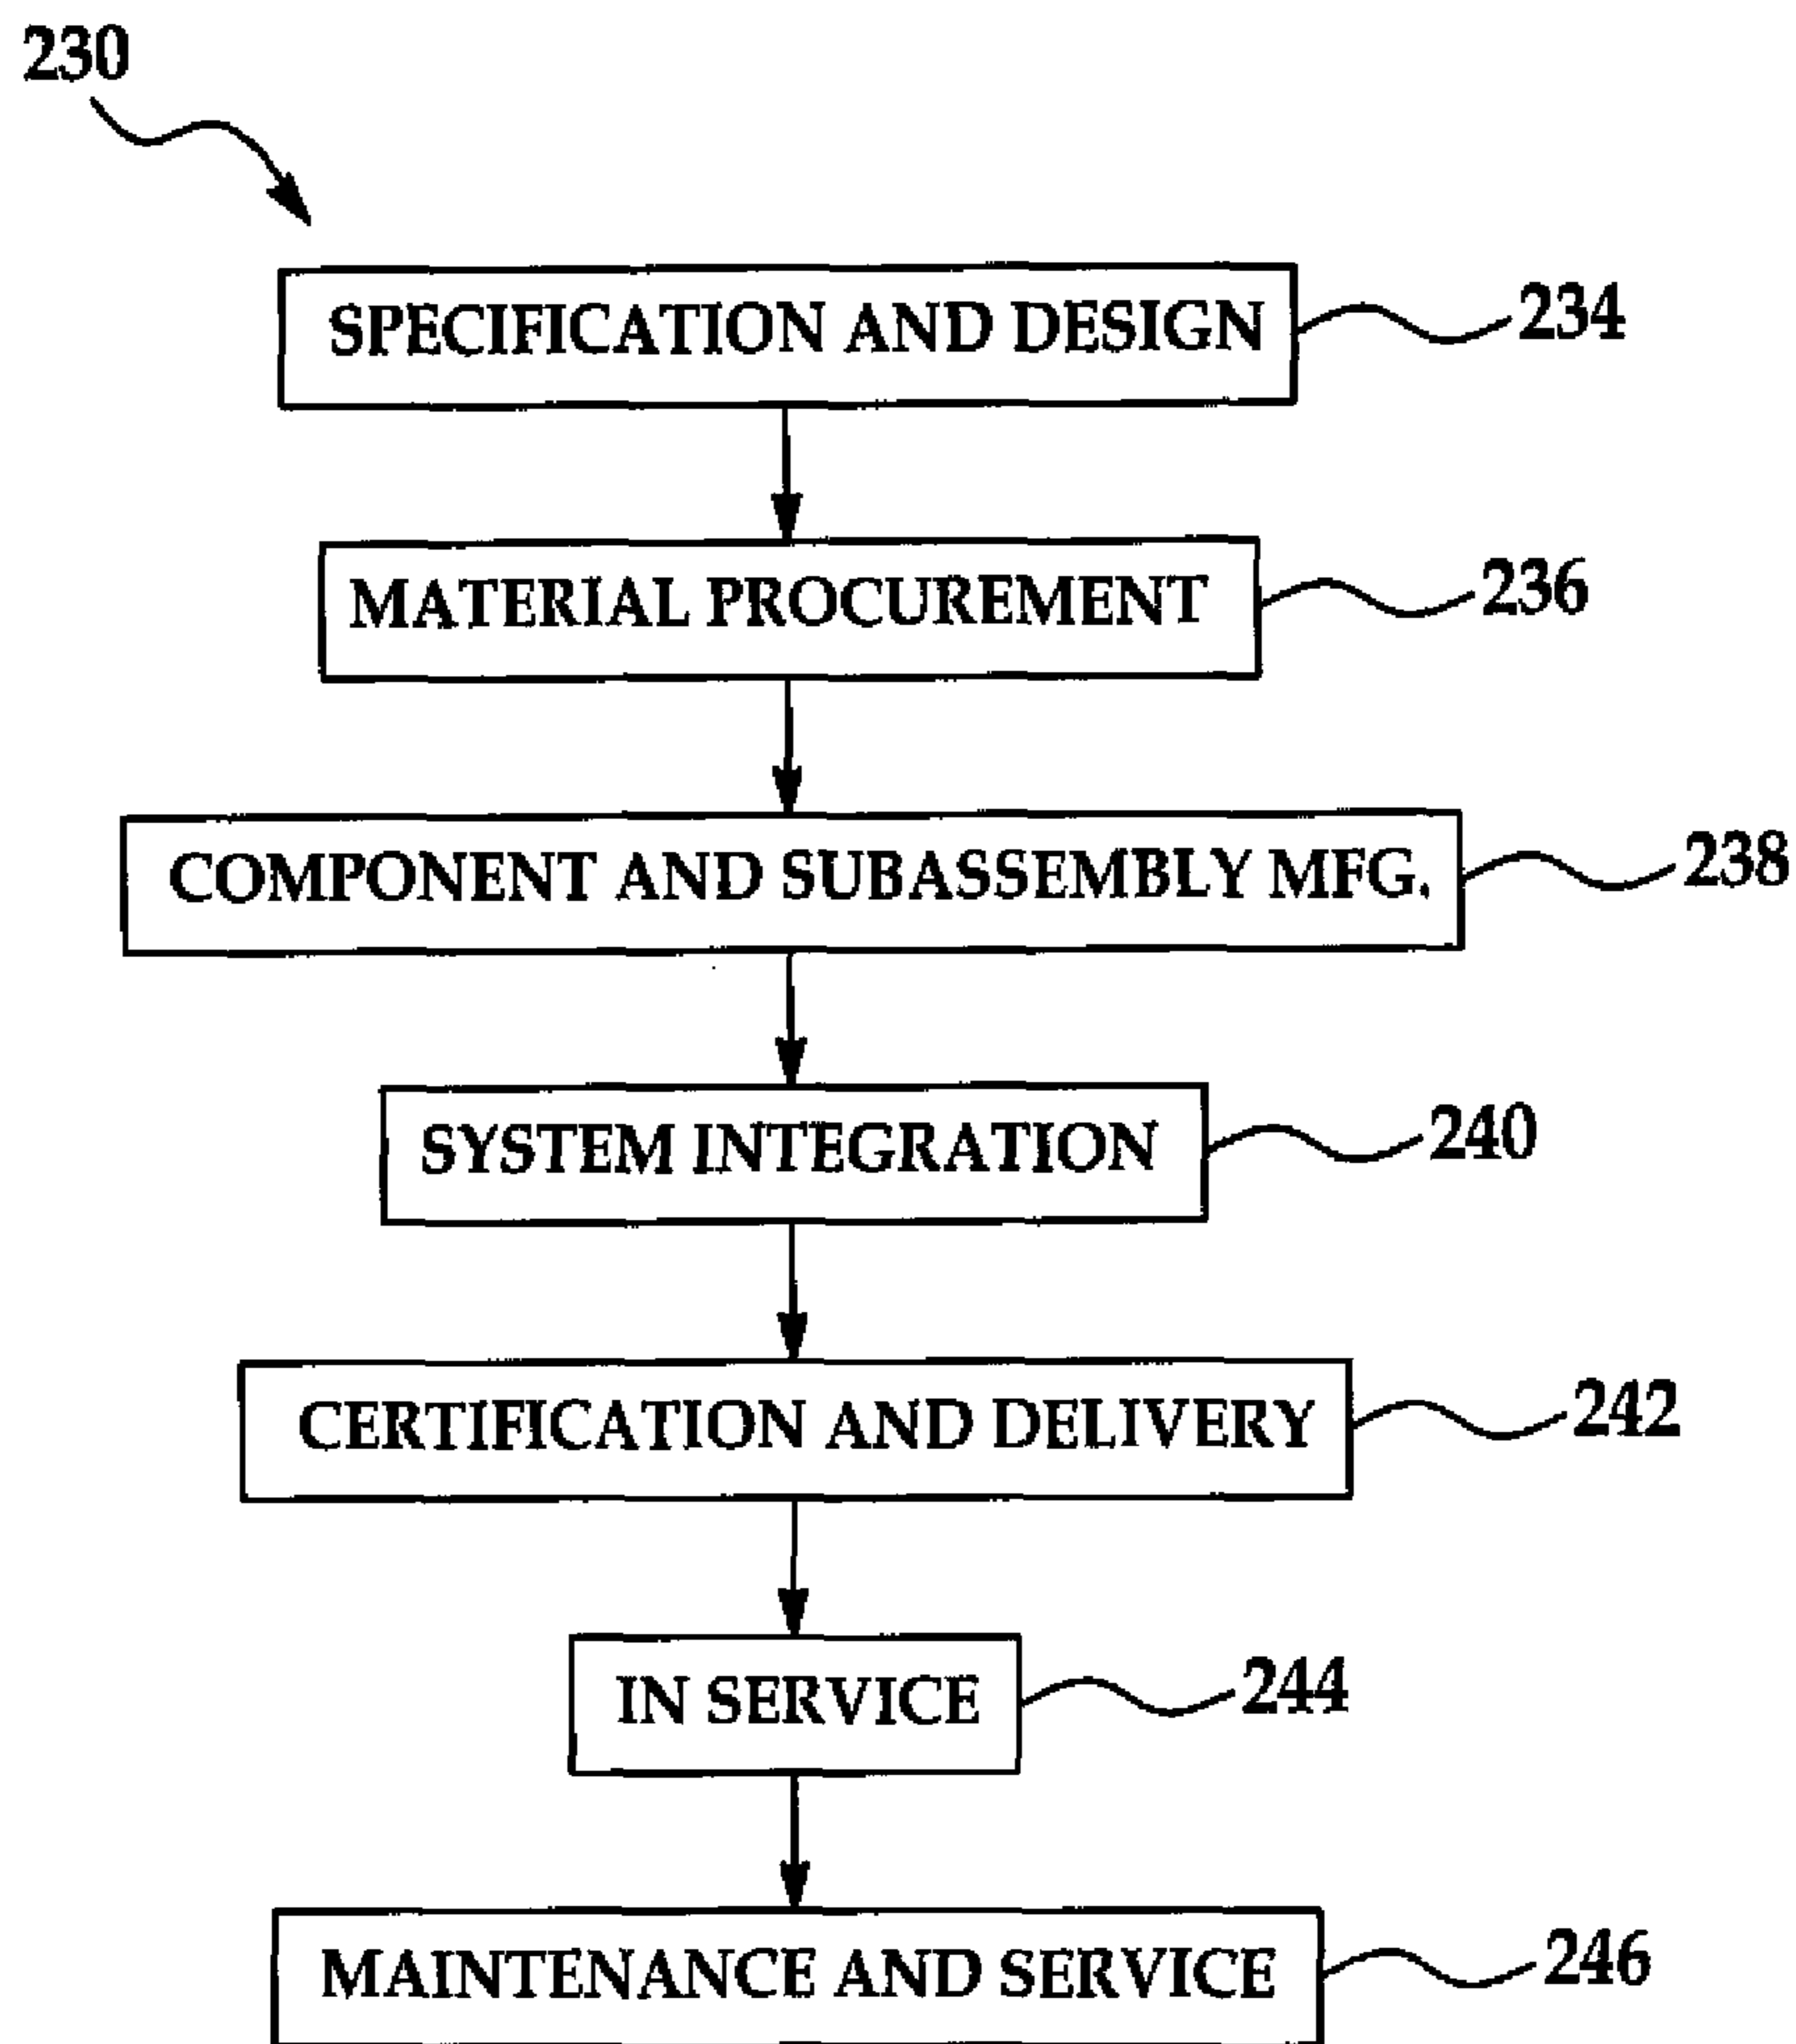 230
SPECIFICATION AND DESIGN 234
MATERIAL PROCUREMENT 236
COMPONENT AND SUBASSEMBLY MFG. 238
SYSTEM INTEGRATION 240
CERTIFICATION AND DELIVERY 242
IN SERVICE 244
MAINTENANCE AND SERVICE 246